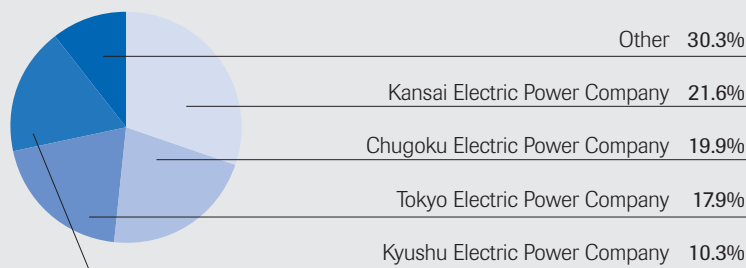 Other 30.3%
Kansai Electric Power Company 21.6%
Chugoku Electric Power Company 19.9%
Tokyo Electric Power Company 17.9%
Kyushu Electric Power Company 10.3%